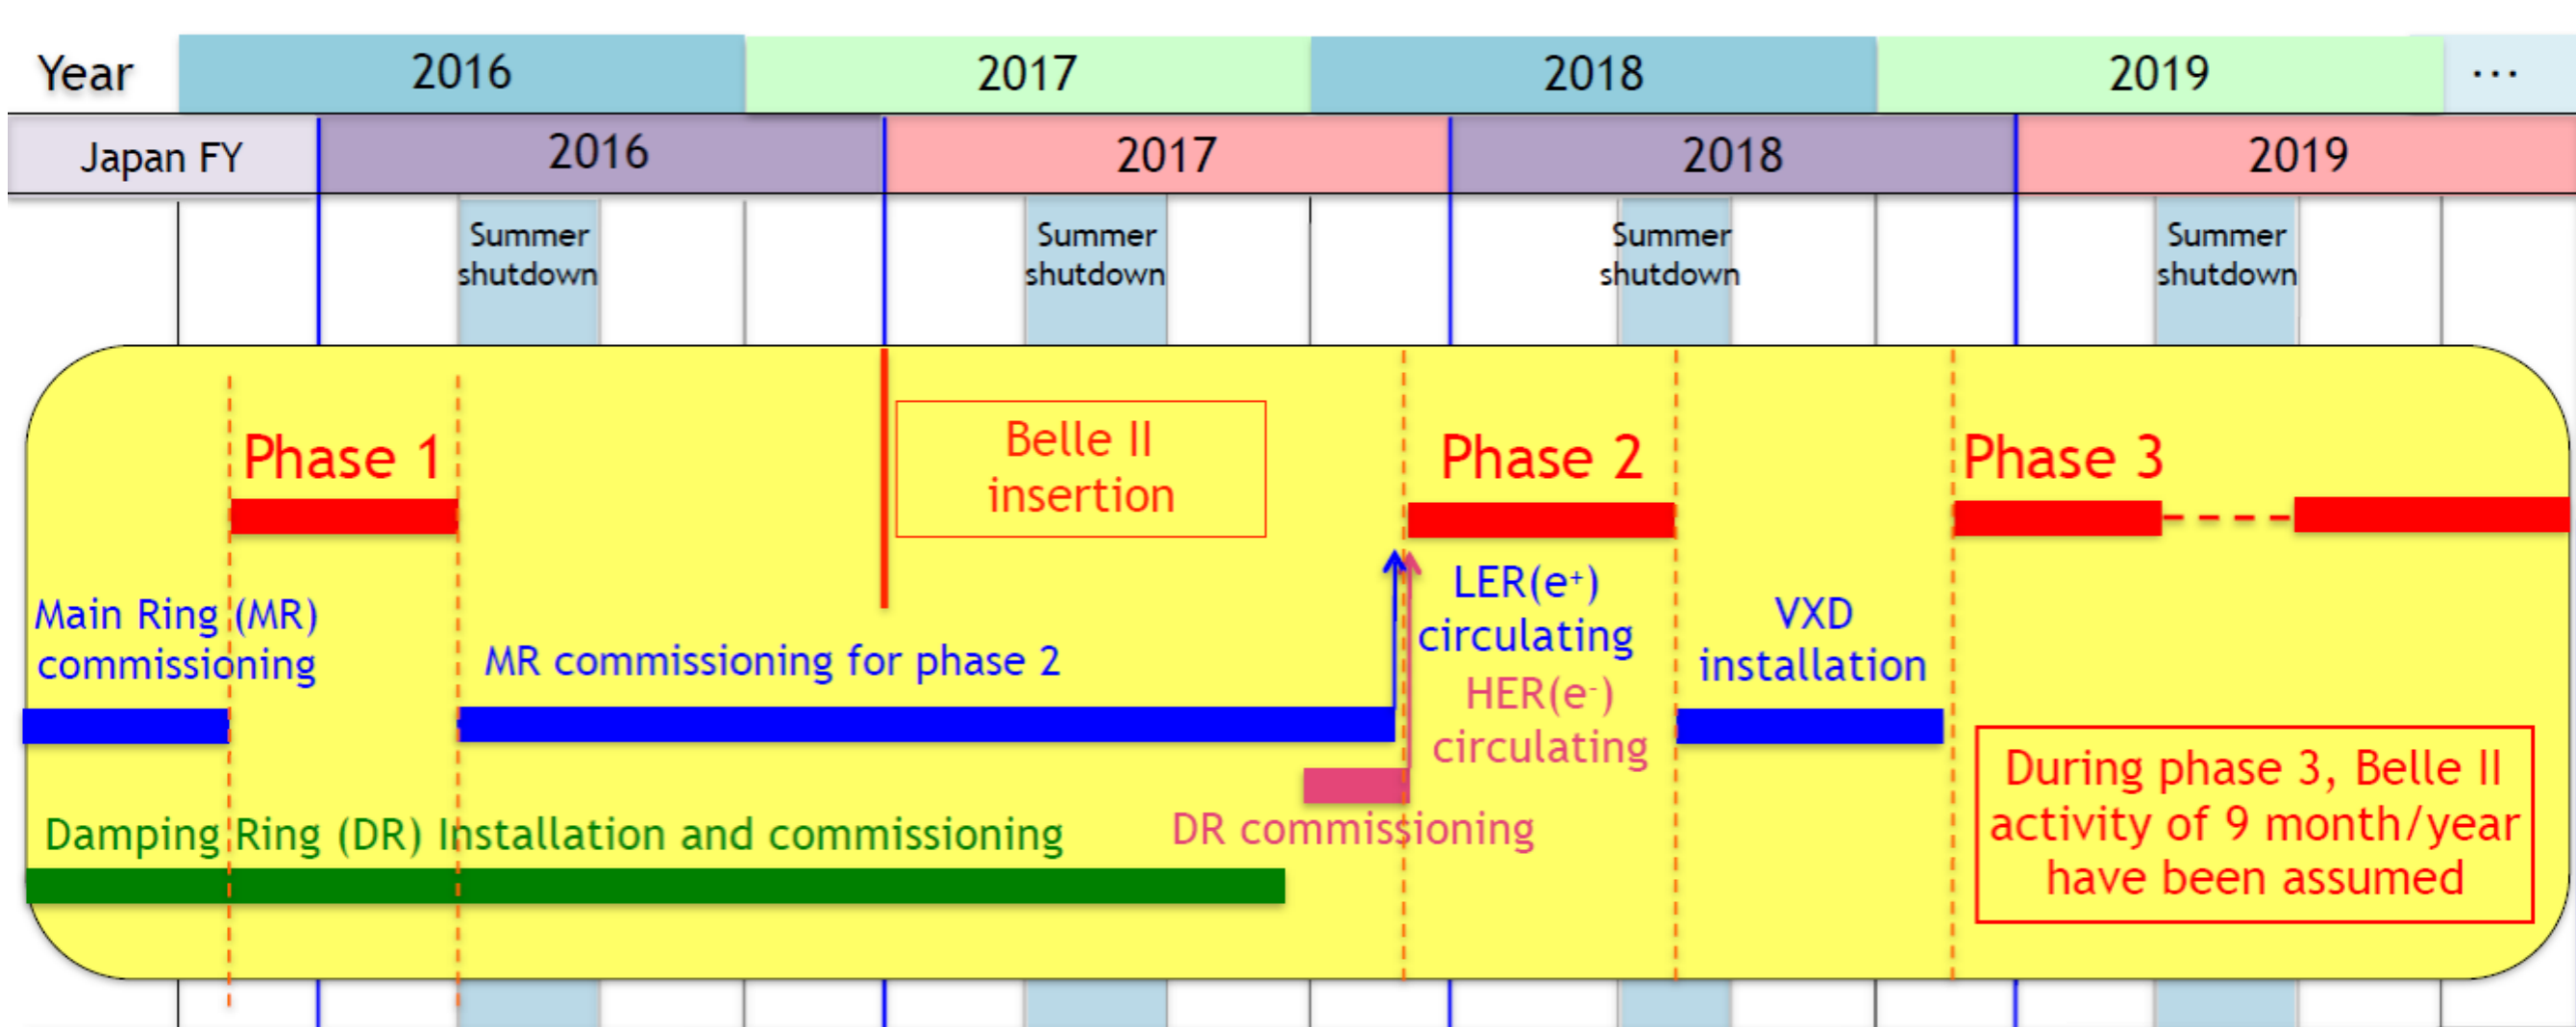 Year 2016 2017 2018 2019 ...
Japan FY 2016 2017 2018 2019
Summer
shutdown
Summer
shutdown
Summer
shutdown
Summer
shutdown
Phase 1
Belle II
insertion
Phase 2
Phase 3
Main Ring (MR)
commissioning
MR commissioning for phase 2
LER(e⁺)
circulating
HER(e⁻)
circulating
VXD
installation
Damping Ring (DR) Installation and commissioning
DR commissioning
During phase 3, Belle II
activity of 9 month/year
have been assumed